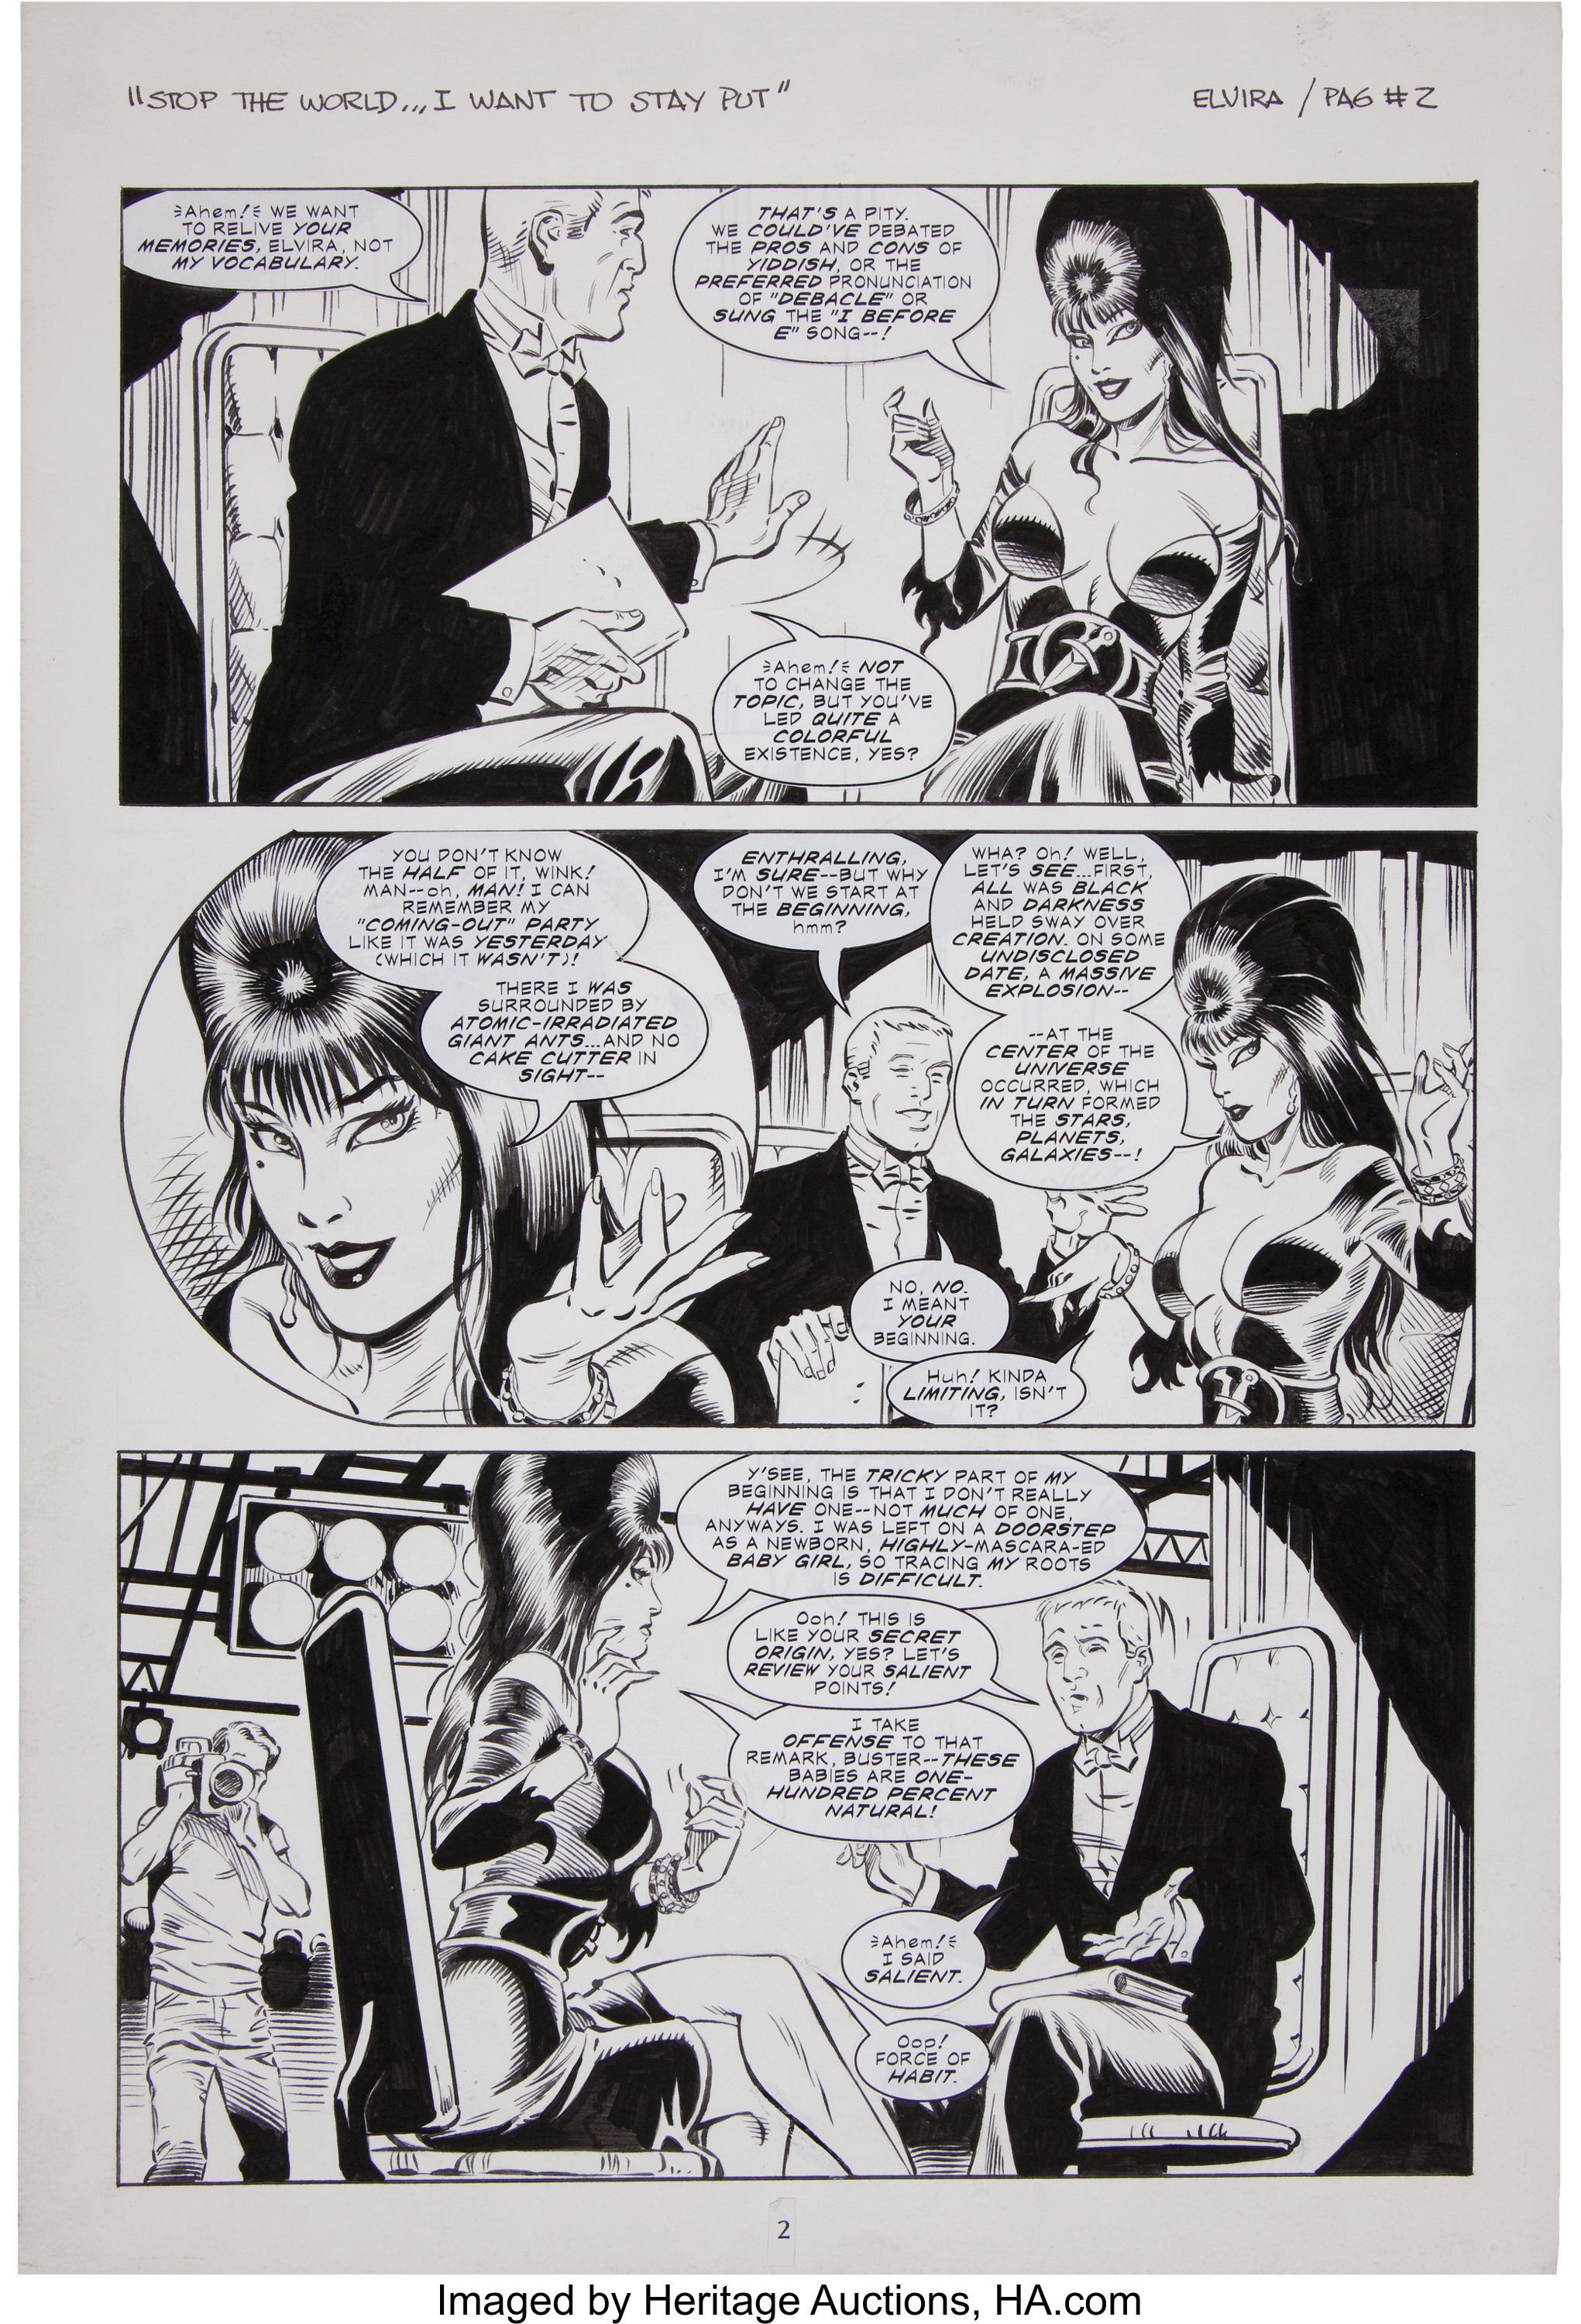 "STOP THE WORLD... I WANT TO STAY PUT"
ELVIRA / PAG #2
Ahem! WE WANT
TO RELIVE YOUR
MEMORIES, ELVIRA, NOT
MY VOCABULARY.
THAT'S A PITY.
WE COULD'VE DEBATED
THE PROS AND CONS OF
YIDDISH, OR THE
PREFERRED PRONUNCIATION
OF "DEBACLE" OR
SUNG THE "I BEFORE
E" SONG--!
Ahem! NOT
TO CHANGE THE
TOPIC, BUT YOU'VE
LED QUITE A
COLORFUL
EXISTENCE, YES?
YOU DON'T KNOW
THE HALF OF IT, WINK!
MAN--oh, MAN! I CAN
REMEMBER MY
"COMING-OUT" PARTY
LIKE IT WAS YESTERDAY
(WHICH IT WASN'T)!
THERE I WAS
SURROUNDED BY
ATOMIC-IRRADIATED
GIANT ANTS...AND NO
CAKE CUTTER IN
SIGHT--
ENTHRALLING,
I'M SURE--BUT WHY
DON'T WE START AT
THE BEGINNING,
hmm?
WHA? Oh! WELL,
LET'S SEE...FIRST,
ALL WAS BLACK
AND DARKNESS
HELD SWAY OVER
CREATION. ON SOME
UNDISCLOSED
DATE, A MASSIVE
EXPLOSION--
--AT THE
CENTER OF THE
UNIVERSE
OCCURRED, WHICH
IN TURN FORMED
THE STARS,
PLANETS,
GALAXIES--!
NO, NO.
I MEANT
YOUR
BEGINNING.
Huh! KINDA
LIMITING, ISN'T
IT?
Y'SEE, THE TRICKY PART OF MY
BEGINNING IS THAT I DON'T REALLY
HAVE ONE--NOT MUCH OF ONE,
ANYWAYS. I WAS LEFT ON A DOORSTEP
AS A NEWBORN, HIGHLY-MASCARA-ED
BABY GIRL, SO TRACING MY ROOTS
IS DIFFICULT.
Ooh! THIS IS
LIKE YOUR SECRET
ORIGIN, YES? LET'S
REVIEW YOUR SALIENT
POINTS!
I TAKE
OFFENSE TO THAT
REMARK, BUSTER--THESE
BABIES ARE ONE-
HUNDRED PERCENT
NATURAL!
Ahem!
I SAID
SALIENT.
Oop!
FORCE OF
HABIT.
2
Imaged by Heritage Auctions, HA.com